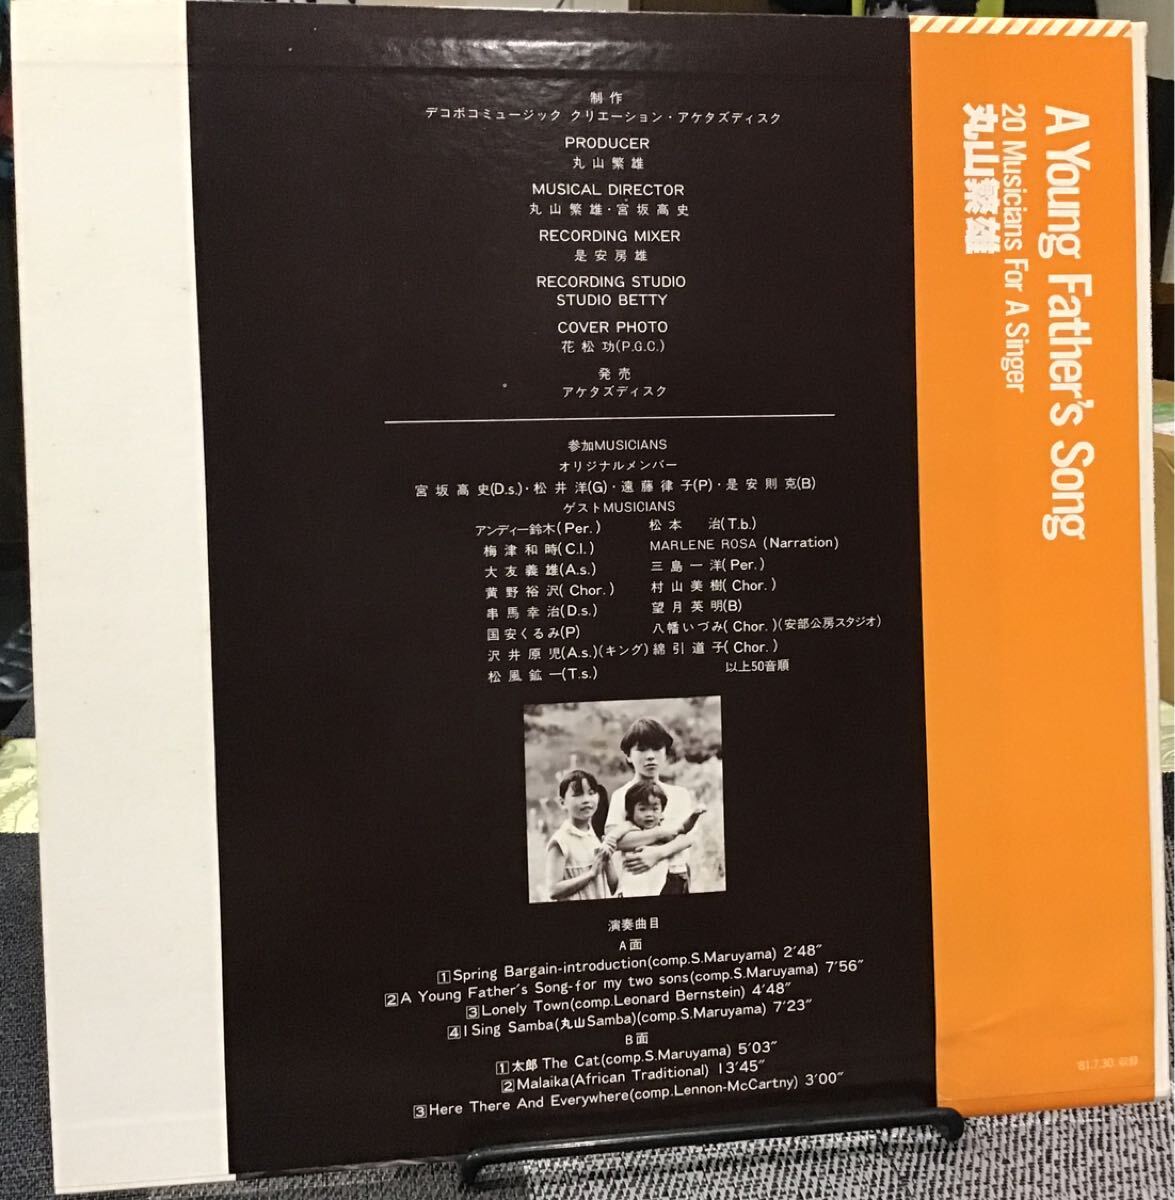 制作
デコボコミュージック クリエーション・アケタズディスク
PRODUCER
丸山繁雄
MUSICAL DIRECTOR
丸山繁雄・宮坂高史
RECORDING MIXER
是安房雄
RECORDING STUDIO
STUDIO BETTY
COVER PHOTO
花松功(P.G.C.)
発売
アケタズディスク
参加MUSICIANS
オリジナルメンバー
宮坂高史(D.s.)・松井洋(G)・遠藤律子(P)・是安則克(B)
ゲストMUSICIANS
アンディー鈴木(Per.)
梅津和時(C.l.)
大友義雄(A.s.)
黄野裕沢(Chor.)
串馬幸治(D.s.)
国安くるみ(P)
沢井原児(A.s.)(キング)
松風鉱一(T.s.)
松本 治(T.b.)
MARLENE ROSA (Narration)
三島一洋(Per.)
村山美樹(Chor.)
望月英明(B)
八幡いづみ(Chor.)(安部公房スタジオ)
綿引道子(Chor.)
以上50音順
演奏曲目
A面
1 Spring Bargain-introduction(comp.S.Maruyama) 2′48″
2 A Young Father's Song-for my two sons(comp.S.Maruyama) 7′56″
3 Lonely Town(comp.Leonard Bernstein) 4′48″
4 I Sing Samba(丸山Samba)(comp.S.Maruyama) 7′23″
B面
1 太郎 The Cat(comp.S.Maruyama) 5′03″
2 Malaika(African Traditional) 13′45″
3 Here There And Everywhere(comp.Lennon-McCartny) 3′00″
A Young Father's Song
20 Musicians For A Singer
丸山繁雄
'81.7.30 収録